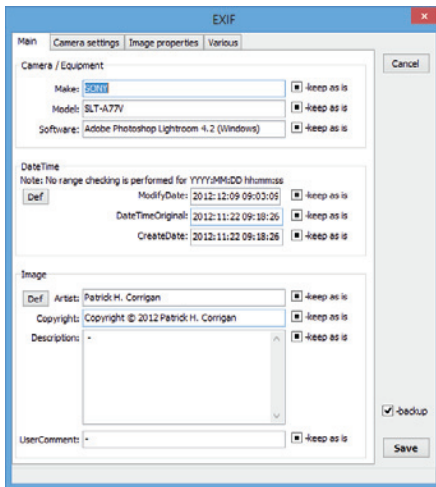 EXIF
x
Main Camera settings Image properties Various
Cancel
Camera / Equipment
Make: SONY -keep as is
Model: SLT-A77V -keep as is
Software: Adobe Photoshop Lightroom 4.2 (Windows) -keep as is
DateTime
Note: No range checking is performed for YYYY:MM:DD hh:mm:ss
Def ModifyDate: 2012:12:09 09:03:09 -keep as is
DateTimeOriginal: 2012:11:22 09:18:26 -keep as is
CreateDate: 2012:11:22 09:18:26 -keep as is
Image
Def Artist: Patrick H. Corrigan -keep as is
Copyright: Copyright © 2012 Patrick H. Corrigan -keep as is
Description: - -keep as is
-backup
UserComment: - -keep as is
Save